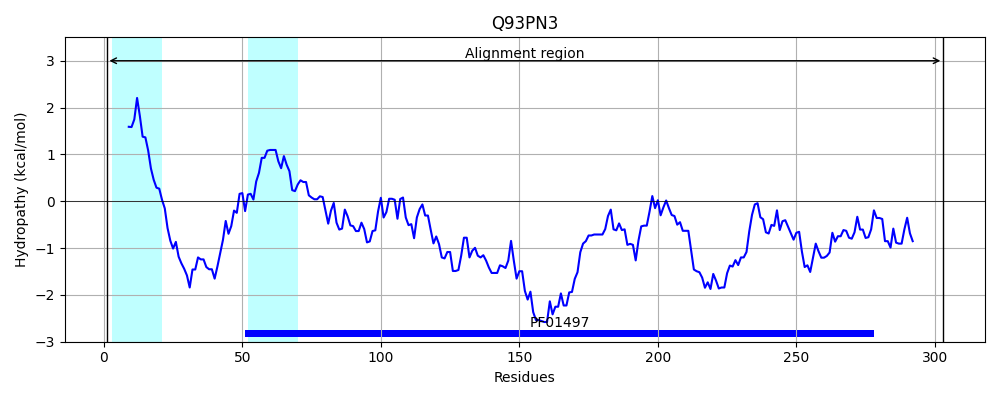 Q93PN3
Alignment region
Hydropathy (kcal/mol)
3
2
1
0
−1
−2
−3
PF01497
0 50 100 150 200 250 300
Residues